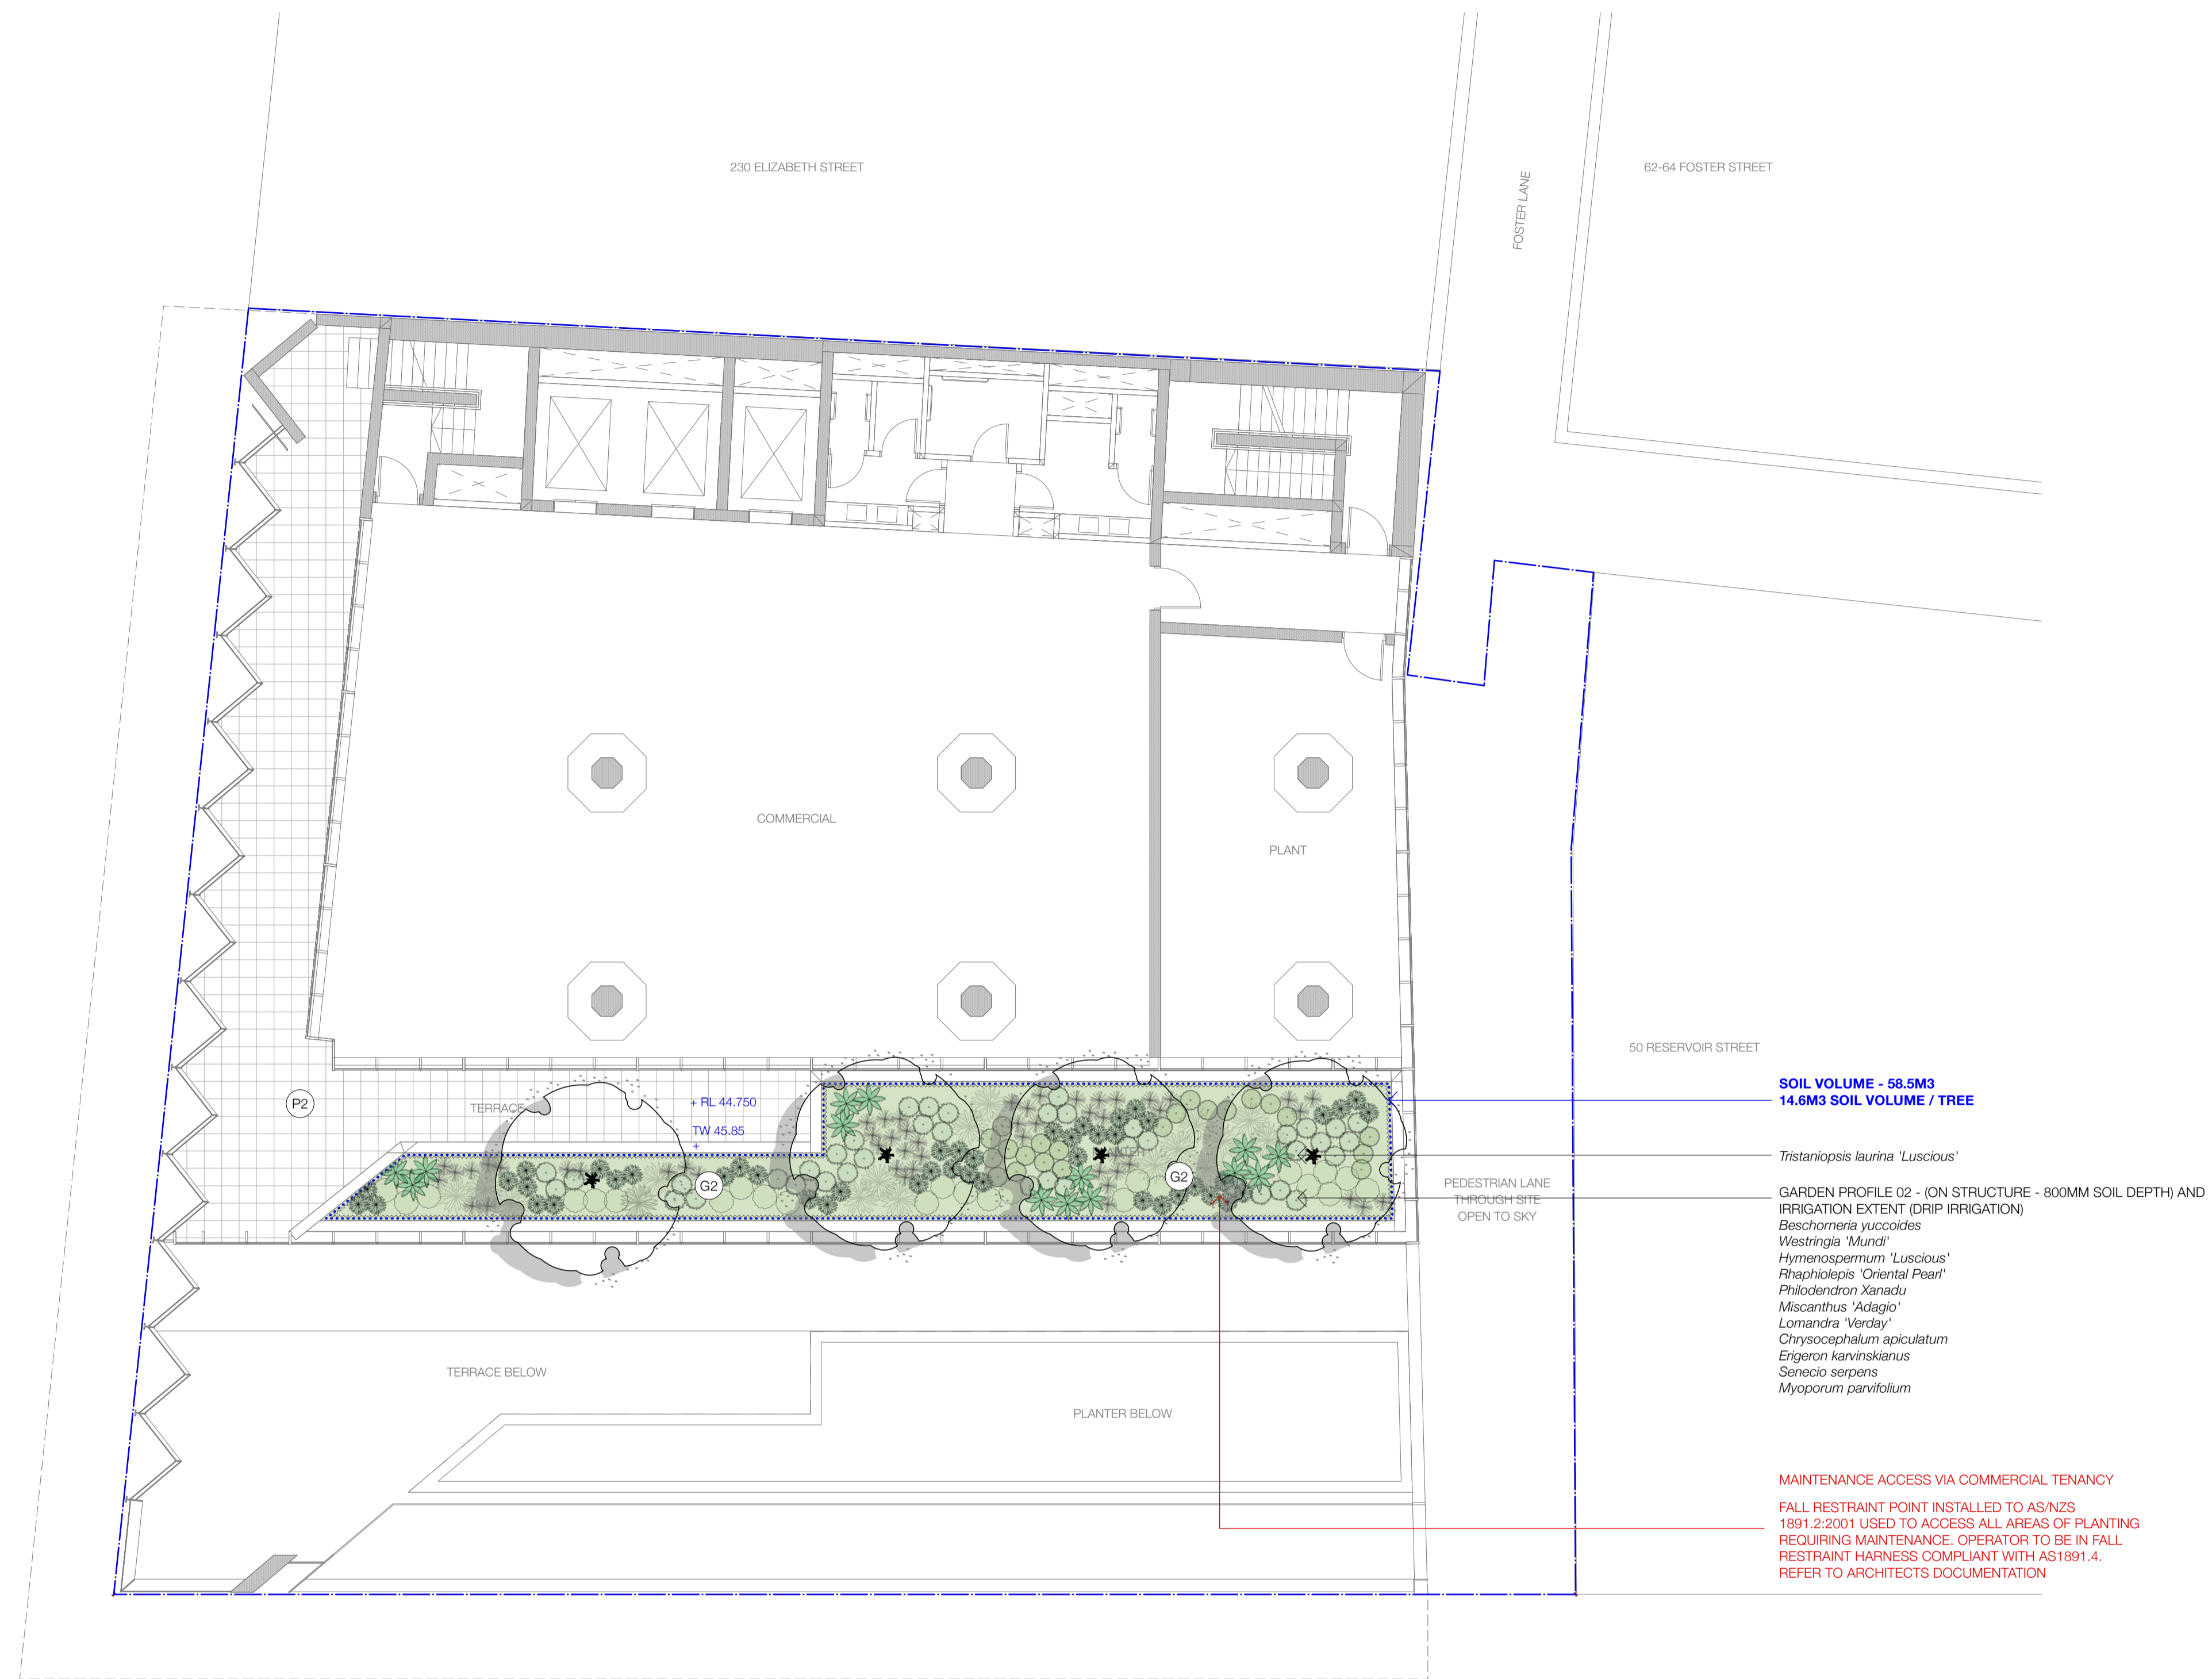 230 ELIZABETH STREET
62-64 FOSTER STREET
FOSTER LANE
COMMERCIAL
PLANT
50 RESERVOIR STREET
P2
TERRACE
+ RL 44.750
TW 45.85
+
G2
G2
PEDESTRIAN LANE
THROUGH SITE
OPEN TO SKY
SOIL VOLUME - 58.5M3
14.6M3 SOIL VOLUME / TREE
Tristaniopsis laurina 'Luscious'
GARDEN PROFILE 02 - (ON STRUCTURE - 800MM SOIL DEPTH) AND
IRRIGATION EXTENT (DRIP IRRIGATION)
Beschorneria yuccoides
Westringia 'Mundi'
Hymenospermum 'Luscious'
Rhaphiolepis 'Oriental Pearl'
Philodendron Xanadu
Miscanthus 'Adagio'
Lomandra 'Verday'
Chrysocephalum apiculatum
Erigeron karvinskianus
Senecio serpens
Myoporum parvifolium
TERRACE BELOW
PLANTER BELOW
MAINTENANCE ACCESS VIA COMMERCIAL TENANCY
FALL RESTRAINT POINT INSTALLED TO AS/NZS
1891.2:2001 USED TO ACCESS ALL AREAS OF PLANTING
REQUIRING MAINTENANCE. OPERATOR TO BE IN FALL
RESTRAINT HARNESS COMPLIANT WITH AS1891.4.
REFER TO ARCHITECTS DOCUMENTATION